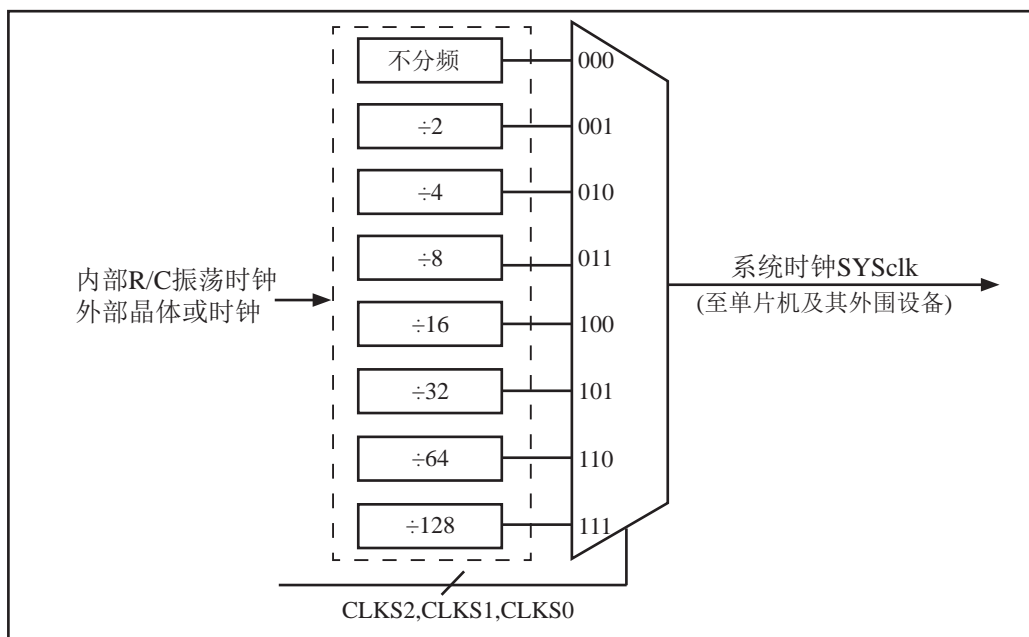 不分频
000
÷2
001
÷4
010
÷8
011
÷16
100
÷32
101
÷64
110
÷128
111
内部R/C振荡时钟
外部晶体或时钟
系统时钟SYSclk
(至单片机及其外围设备)
CLKS2,CLKS1,CLKS0